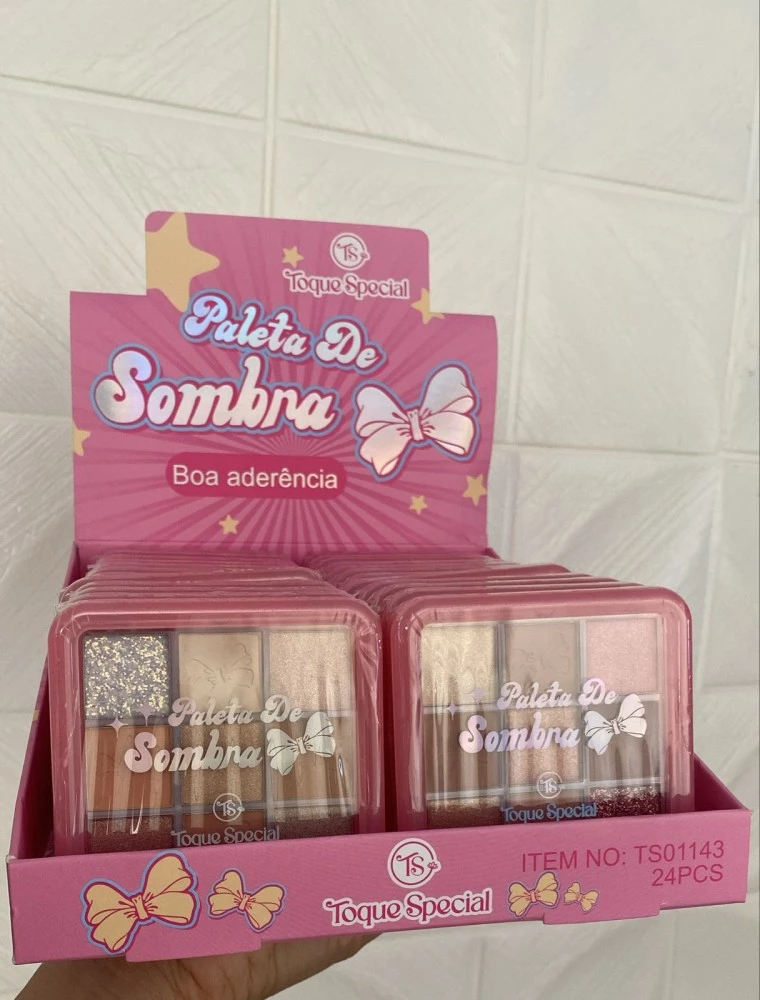 TS
Toque Special
Paleta De
Sombra
Boa aderência
Paleta De
Sombra
TS
Toque Special
Paleta De
Sombra
TS
Toque Special
TS
Toque Special
ITEM NO: TS01143
24PCS